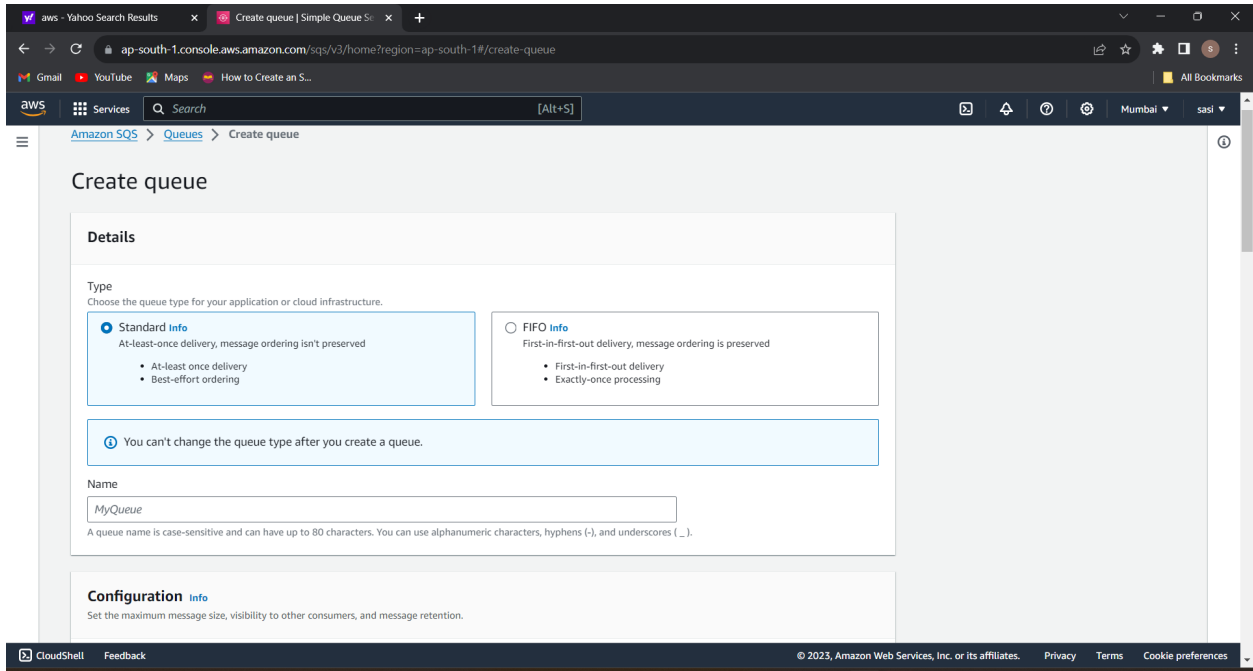 aws - Yahoo Search Results
Create queue | Simple Queue Se
ap-south-1.console.aws.amazon.com/sqs/v3/home?region=ap-south-1#/create-queue
S
Gmail YouTube Maps How to Create an S... All Bookmarks
aws Services Search [Alt+S] Mumbai sasi
Amazon SQS > Queues > Create queue
Create queue
Details
Type
Choose the queue type for your application or cloud infrastructure.
Standard Info
At-least-once delivery, message ordering isn't preserved
• At-least once delivery
• Best-effort ordering
FIFO Info
First-in-first-out delivery, message ordering is preserved
• First-in-first-out delivery
• Exactly-once processing
You can't change the queue type after you create a queue.
Name
MyQueue
A queue name is case-sensitive and can have up to 80 characters. You can use alphanumeric characters, hyphens (-), and underscores ( _ ).
Configuration Info
Set the maximum message size, visibility to other consumers, and message retention.
CloudShell Feedback © 2023, Amazon Web Services, Inc. or its affiliates. Privacy Terms Cookie preferences